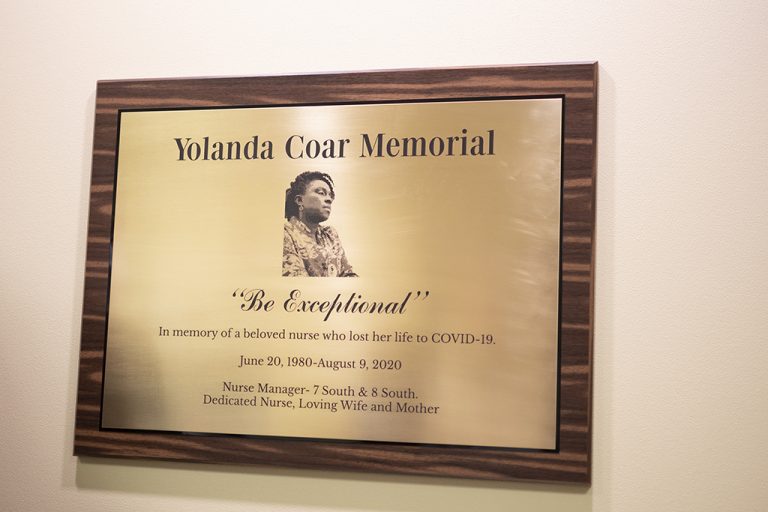 Yolanda Coar Memorial
“Be Exceptional”
In memory of a beloved nurse who lost her life to COVID-19.
June 20, 1980-August 9, 2020
Nurse Manager- 7 South & 8 South.
Dedicated Nurse, Loving Wife and Mother